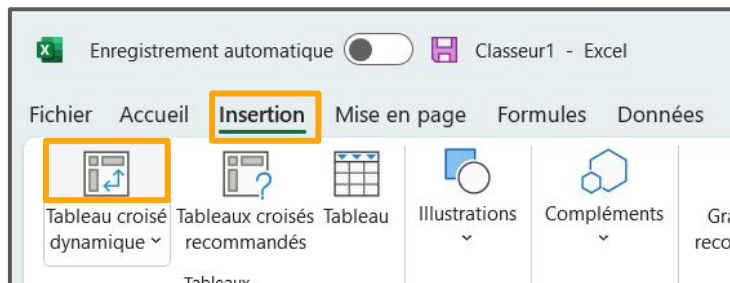 Enregistrement automatique Classeur1 - Excel
Fichier Accueil Insertion Mise en page Formules Données
Tableau croisé dynamique
Tableaux croisés recommandés
Tableau
Illustrations
Compléments
Tableaux